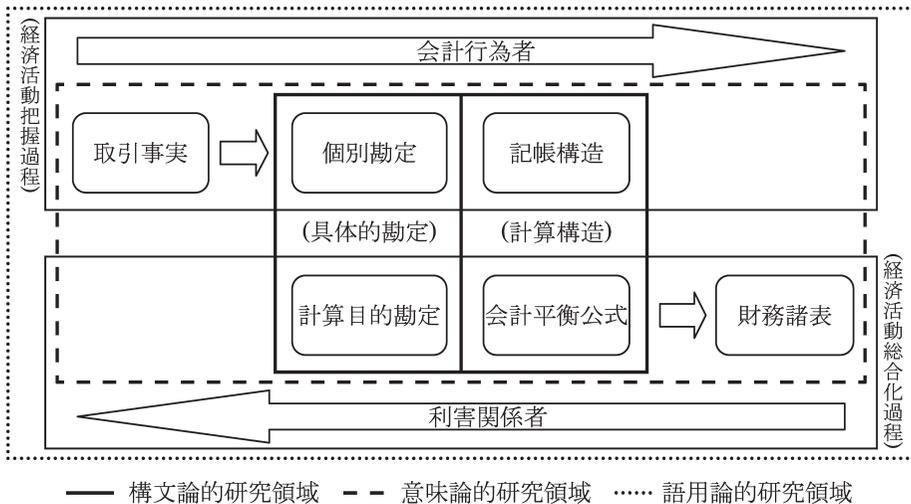 (経済活動把握過程)
会計行為者
取引事実
個別勘定
記帳構造
(具体的勘定)
(計算構造)
計算目的勘定
会計平衡公式
財務諸表
(経済活動総合化過程)
利害関係者
構文論的研究領域 意味論的研究領域 語用論的研究領域